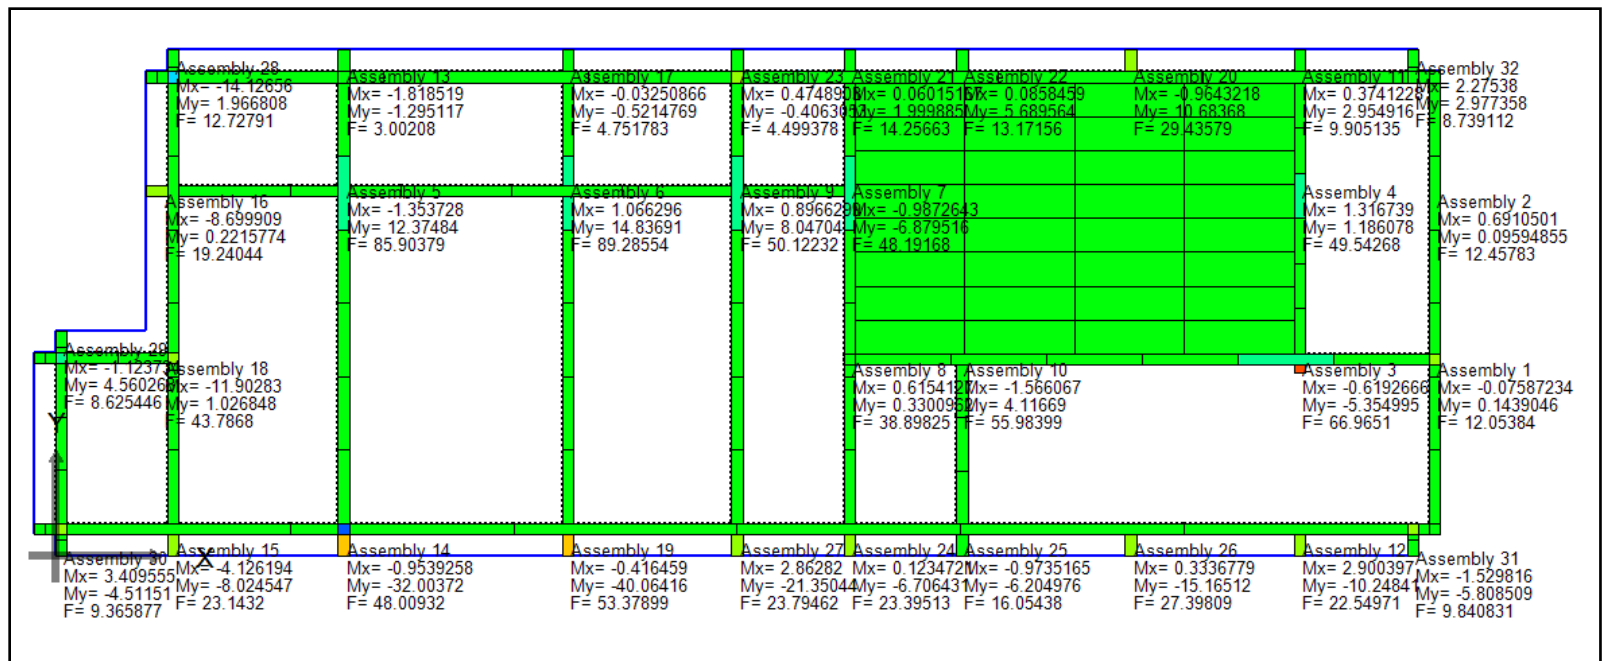 Assembly 28
Mx= -14.12656
My= 1.966808
F= 12.72791
Assembly 13
Mx= -1.818519
My= -1.295117
F= 3.00208
Assembly 17
Mx= -0.03250866
My= -0.5214769
F= 4.751783
Assembly 23
Mx= 0.4748908
My= -0.4063053
F= 4.499378
Assembly 21
Mx= 0.0601516
My= 1.999885
F= 14.25663
Assembly 22
Mx= 0.0858459
My= 5.689564
F= 13.17156
Assembly 20
Mx= -0.9643218
My= 10.68368
F= 29.43579
Assembly 11
Mx= 0.3741228
My= 2.954916
F= 9.905135
Assembly 32
Mx= 2.27538
My= 2.977358
F= 8.739112
Assembly 16
Mx= -8.699909
My= 0.2215774
F= 19.24044
Assembly 5
Mx= -1.353728
My= 12.37484
F= 85.90379
Assembly 6
Mx= 1.066296
My= 14.83691
F= 89.28554
Assembly 9
Mx= 0.8966299
My= 8.04704
F= 50.12232
Assembly 7
Mx= -0.9872643
My= -6.879516
F= 48.19168
Assembly 4
Mx= 1.316739
My= 1.186078
F= 49.54268
Assembly 2
Mx= 0.6910501
My= 0.09594855
F= 12.45783
Assembly 29
My= 4.56026
F= 8.625446
Assembly 18
Mx= -11.90283
My= 1.026848
F= 43.7868
Assembly 8
My= 0.330096
F= 38.89825
Assembly 10
Mx= -1.566067
My= 4.11669
F= 55.98399
Assembly 3
Mx= -0.6192666
My= -5.354995
F= 66.9651
Assembly 1
Mx= -0.07587234
My= 0.1439046
F= 12.05384
Y
X
Assembly 30
Mx= 3.409555
My= -4.51151
F= 9.365877
Assembly 15
Mx= -4.126194
My= -8.024547
F= 23.1432
Assembly 14
Mx= -0.9539258
My= -32.00372
F= 48.00932
Assembly 19
Mx= -0.416459
My= -40.06416
F= 53.37899
Assembly 27
Mx= 2.86282
My= -21.35044
F= 23.79462
Assembly 24
Mx= 0.123472
My= -6.706431
F= 23.39513
Assembly 25
Mx= -0.9735165
My= -6.204976
F= 16.05438
Assembly 26
Mx= 0.3336779
My= -15.16512
F= 27.39809
Assembly 12
Mx= 2.900397
My= -10.24841
F= 22.54971
Assembly 31
Mx= -1.529816
My= -5.808509
F= 9.840831